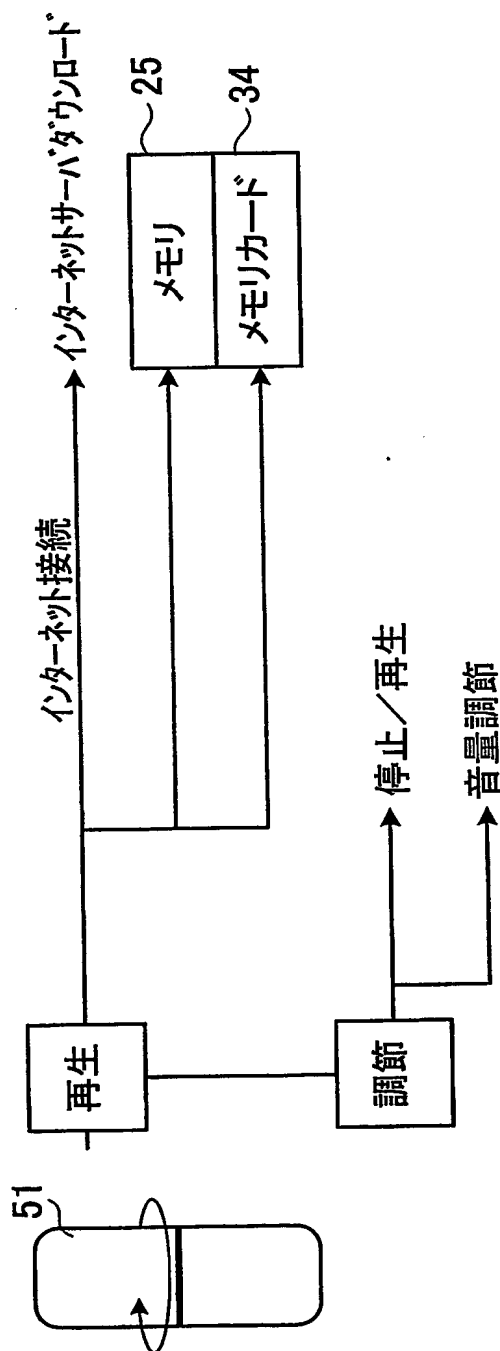 51
再生
インターネット接続
インターネットサーバダウンロード
メモリ
25
メモリカード
34
調節
停止／再生
音量調節